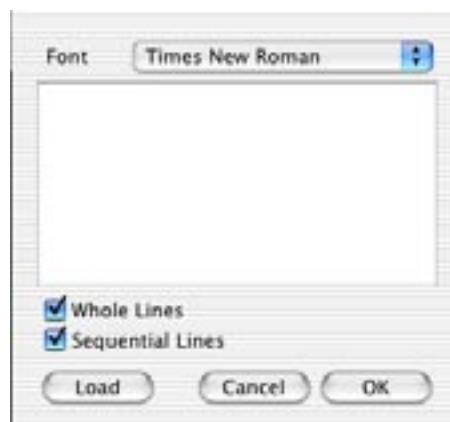 Font Times New Roman
Whole Lines
Sequential Lines
Load Cancel OK